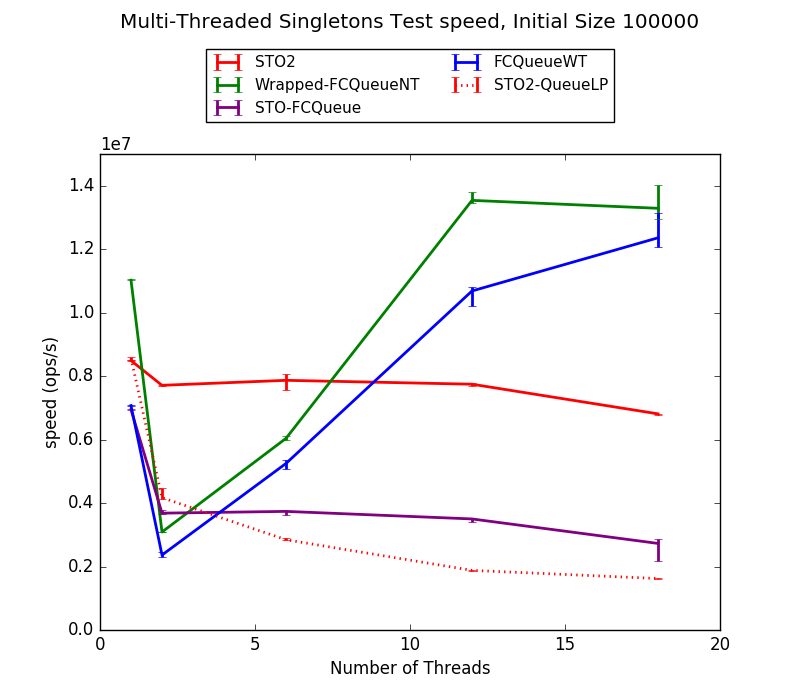 Multi-Threaded Singletons Test speed, Initial Size 100000
STO2
FCQueueWT
Wrapped-FCQueueNT
STO2-QueueLP
STO-FCQueue
1e7
1.4
1.2
1.0
0.8
0.6
0.4
0.2
0.0
speed (ops/s)
0
5
10
15
20
Number of Threads